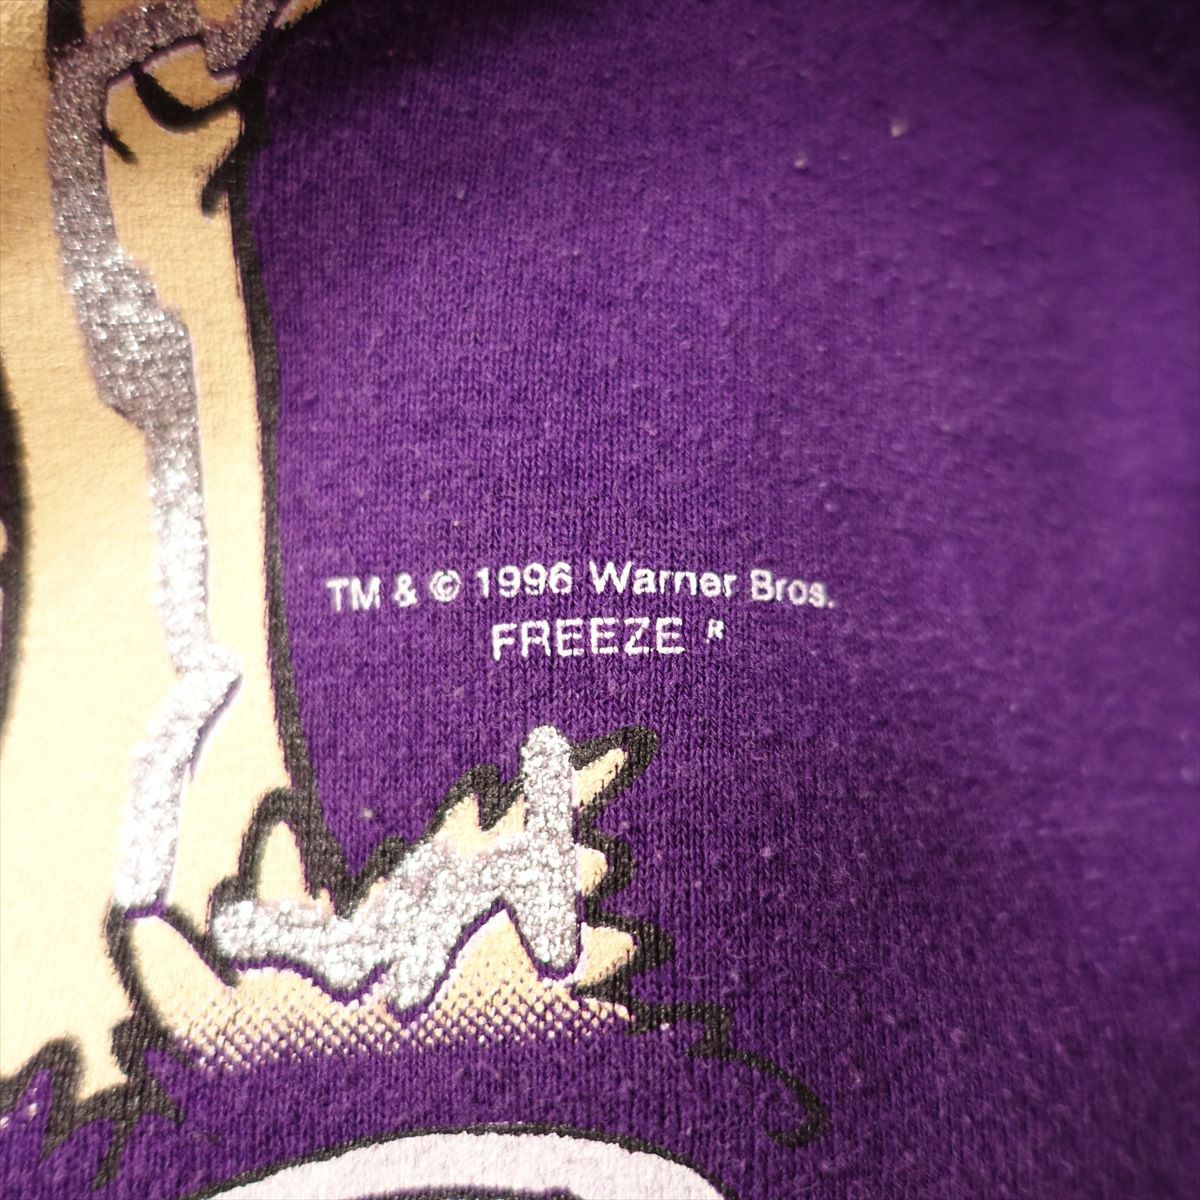 TM & © 1996 Warner Bros.
FREEZE ®